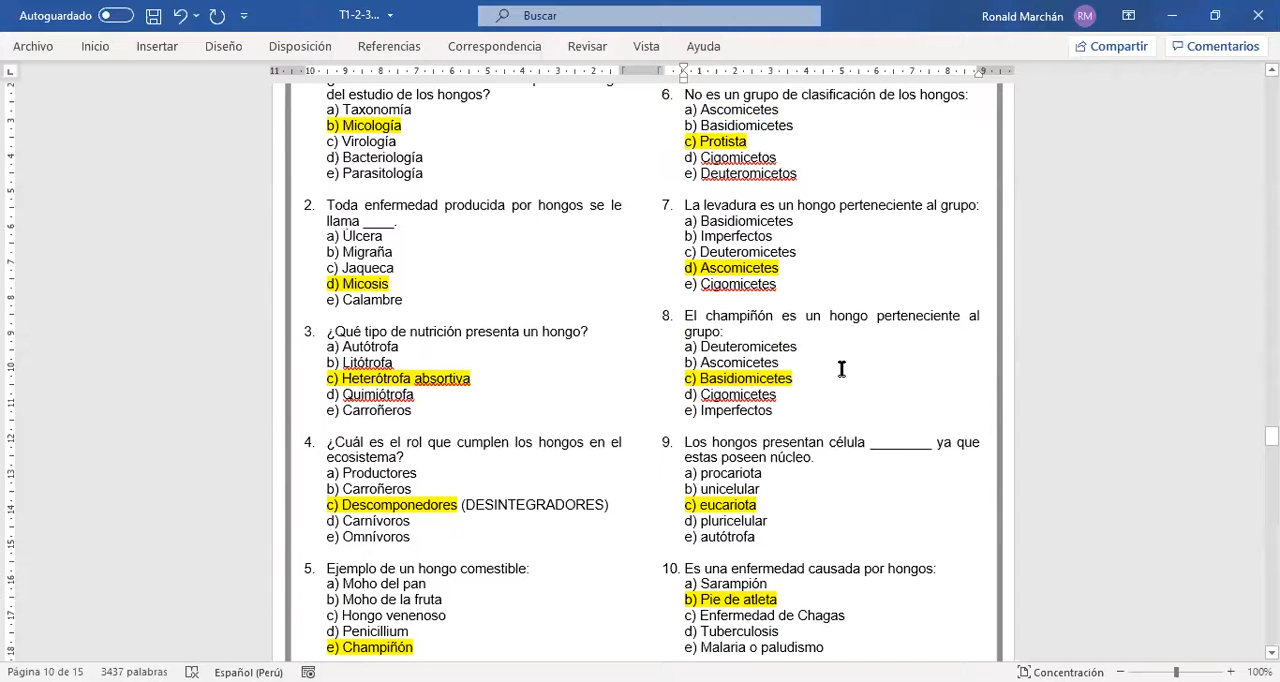 Autoguardado
T1-2-3...
Buscar
Ronald Marchán
RM
Archivo
Inicio
Insertar
Diseño
Disposición
Referencias
Correspondencia
Revisar
Vista
Ayuda
Compartir
Comentarios
del estudio de los hongos?
a) Taxonomía
b) Micología
c) Virología
d) Bacteriología
e) Parasitología
2. Toda enfermedad producida por hongos se le
llama ____.
a) Úlcera
b) Migraña
c) Jaqueca
d) Micosis
e) Calambre
3. ¿Qué tipo de nutrición presenta un hongo?
a) Autótrofa
b) Litótrofa
c) Heterótrofa absortiva
d) Quimiótrofa
e) Carroñeros
4. ¿Cuál es el rol que cumplen los hongos en el
ecosistema?
a) Productores
b) Carroñeros
c) Descomponedores (DESINTEGRADORES)
d) Carnívoros
e) Omnívoros
5. Ejemplo de un hongo comestible:
a) Moho del pan
b) Moho de la fruta
c) Hongo venenoso
d) Penicillium
e) Champiñón
6. No es un grupo de clasificación de los hongos:
a) Ascomicetes
b) Basidiomicetes
c) Protista
d) Cigomicetos
e) Deuteromicetos
7. La levadura es un hongo perteneciente al grupo:
a) Basidiomicetes
b) Imperfectos
c) Deuteromicetes
d) Ascomicetes
e) Cigomicetes
8. El champiñón es un hongo perteneciente al
grupo:
a) Deuteromicetes
b) Ascomicetes
c) Basidiomicetes
d) Cigomicetes
e) Imperfectos
9. Los hongos presentan célula ________ ya que
estas poseen núcleo.
a) procariota
b) unicelular
c) eucariota
d) pluricelular
e) autótrofa
10. Es una enfermedad causada por hongos:
a) Sarampión
b) Pie de atleta
c) Enfermedad de Chagas
d) Tuberculosis
e) Malaria o paludismo
Página 10 de 15
3437 palabras
Español (Perú)
Concentración
100%